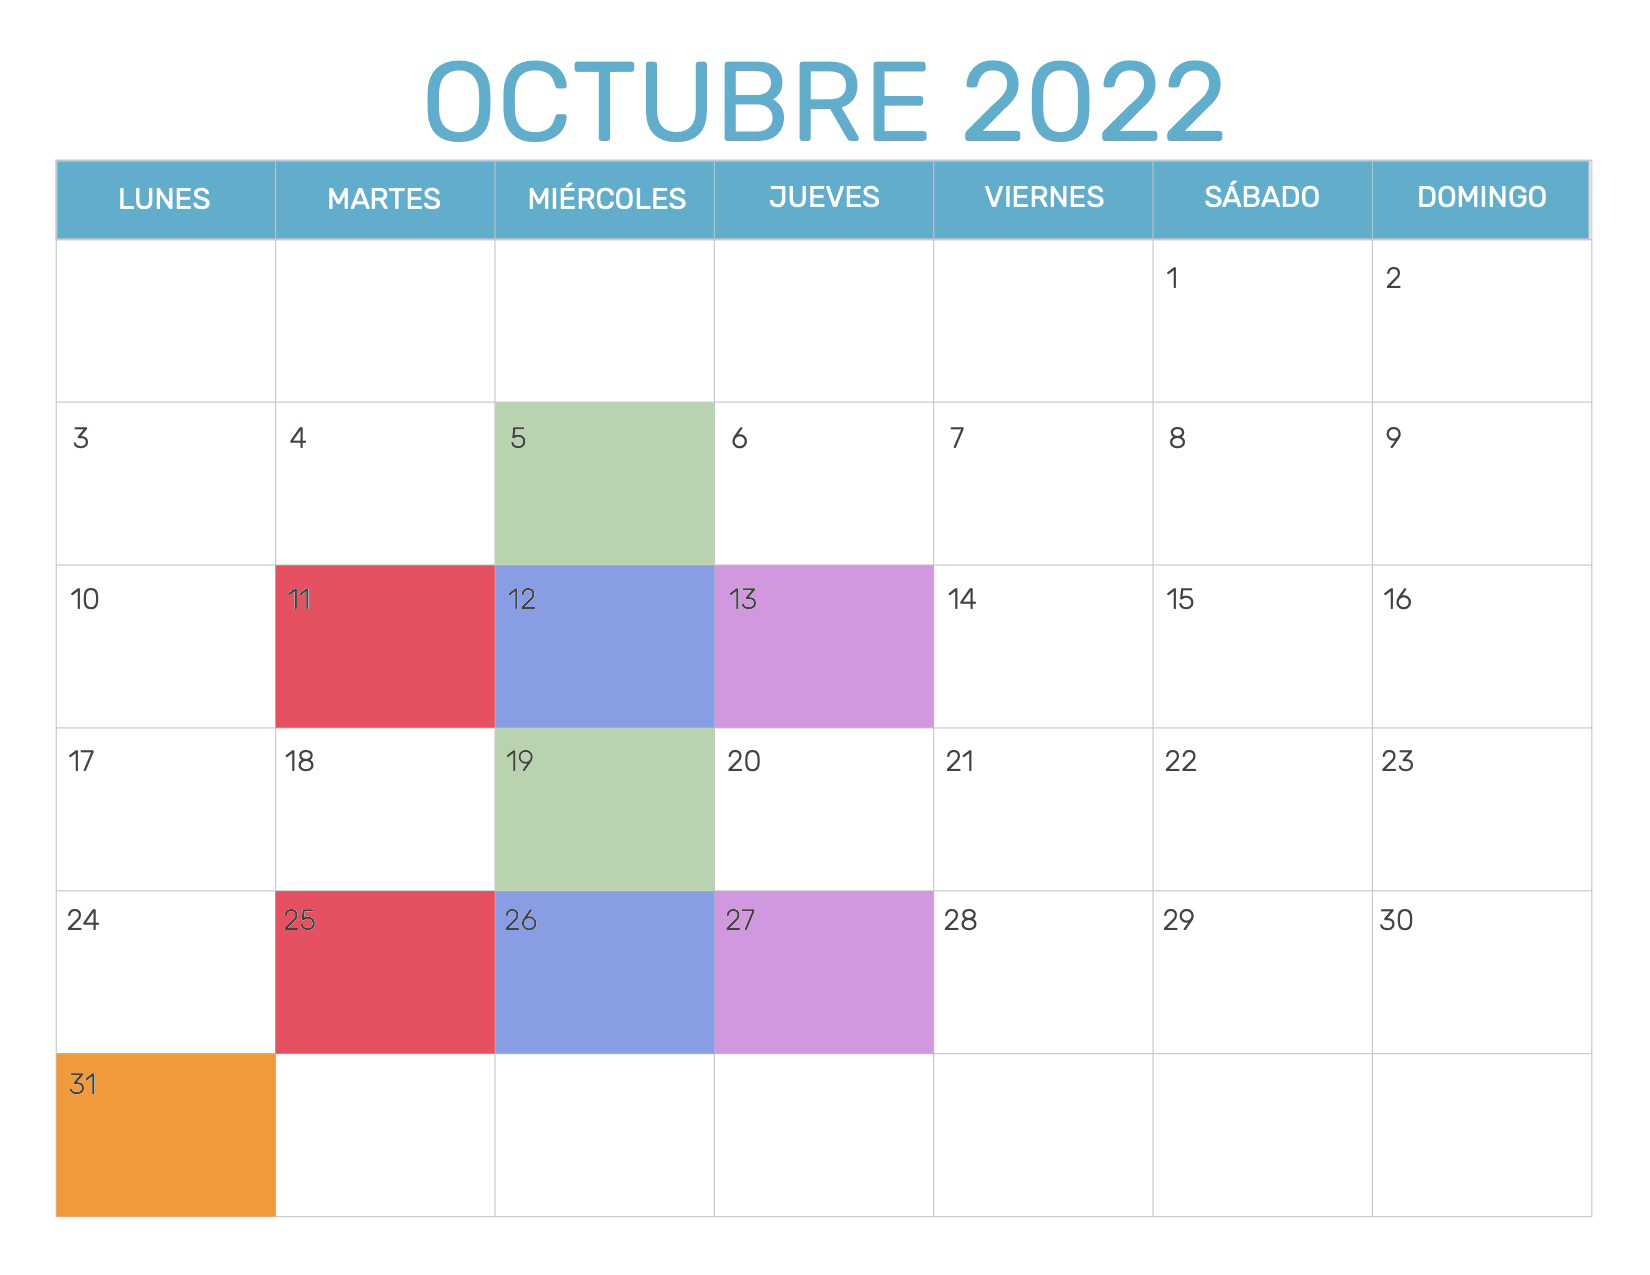 OCTUBRE 2022
LUNES MARTES MIÉRCOLES JUEVES VIERNES SÁBADO DOMINGO
1 2
3 4 5 6 7 8 9
10 11 12 13 14 15 16
17 18 19 20 21 22 23
24 25 26 27 28 29 30
31